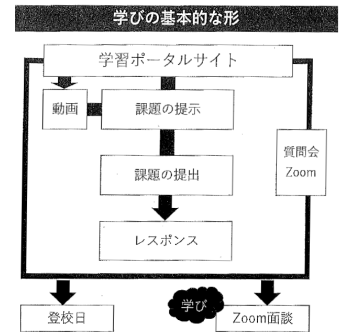 学びの基本的な形
学習ポータルサイト
動画
課題の提示
質問会
Zoom
課題の提出
レスポンス
学び
登校日
Zoom面談